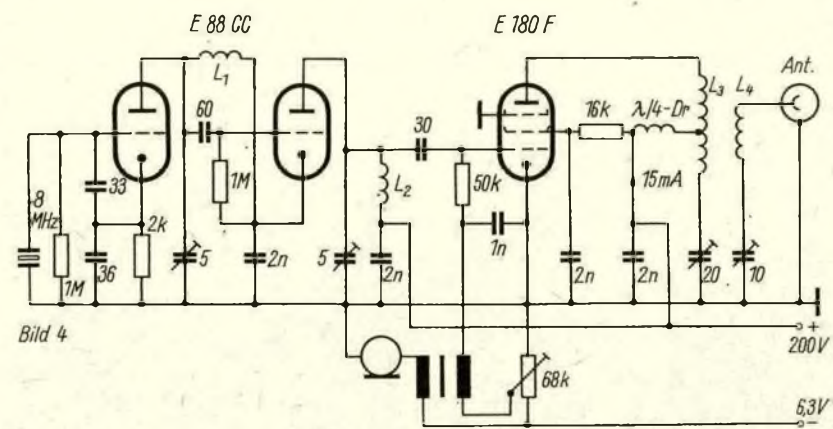 E 88 CC
E 180 F
Ant.
L₁
L₃
L₄
60
30
16k
λ/4-Dr
8
MHz
33
1M
L₂
50k
15mA
2k
1n
1M
36
5
2n
5
2n
2n
2n
20
10
Bild 4
+
200V
68k
6,3V
−